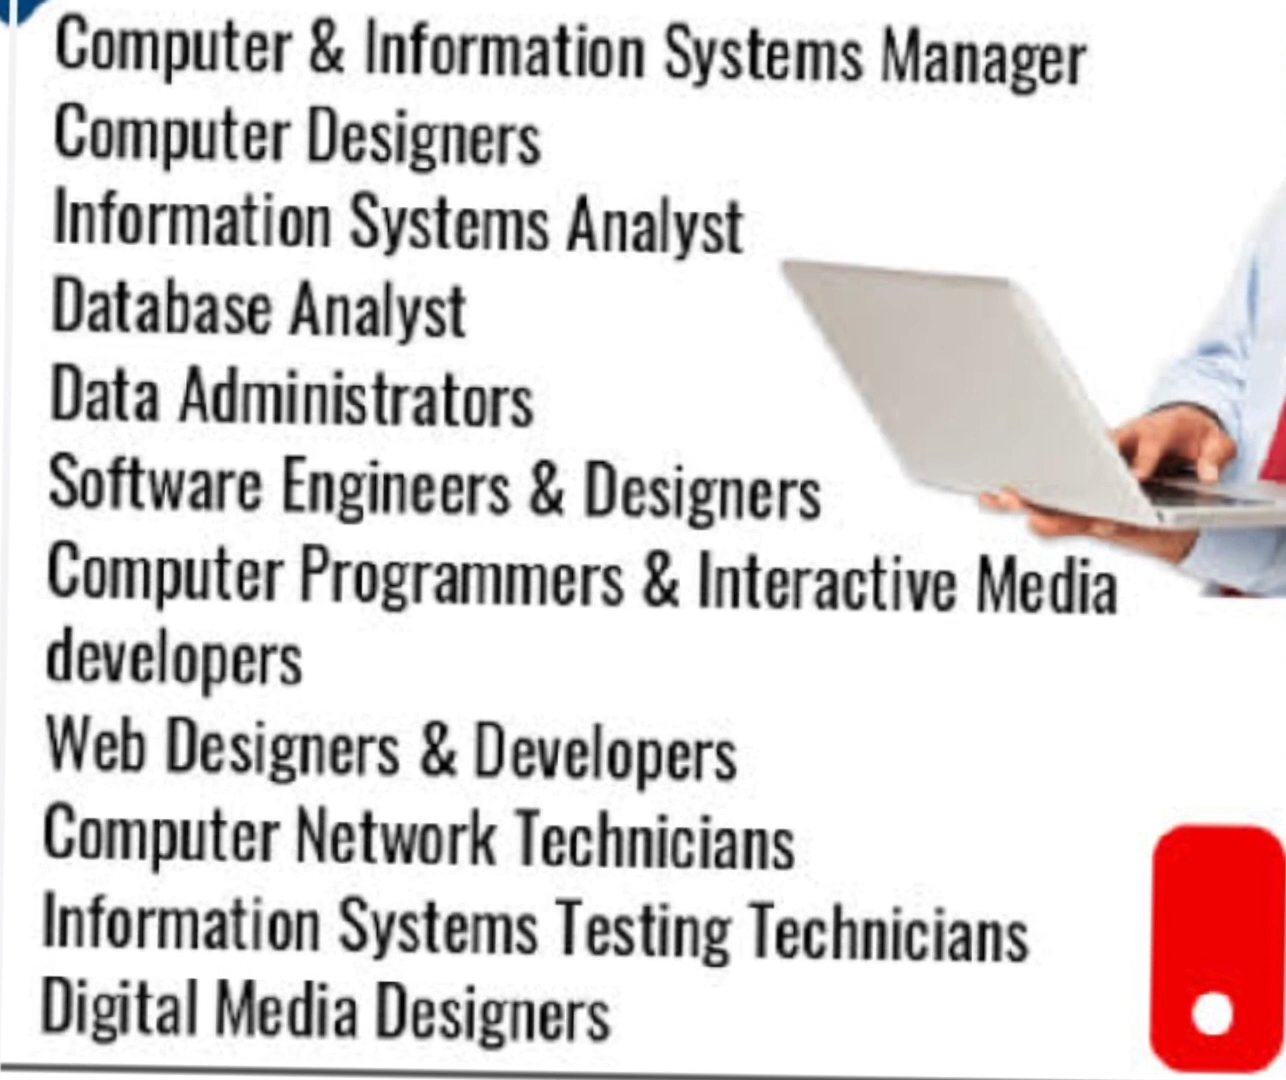 Computer & Information Systems Manager
Computer Designers
Information Systems Analyst
Database Analyst
Data Administrators
Software Engineers & Designers
Computer Programmers & Interactive Media
developers
Web Designers & Developers
Computer Network Technicians
Information Systems Testing Technicians
Digital Media Designers